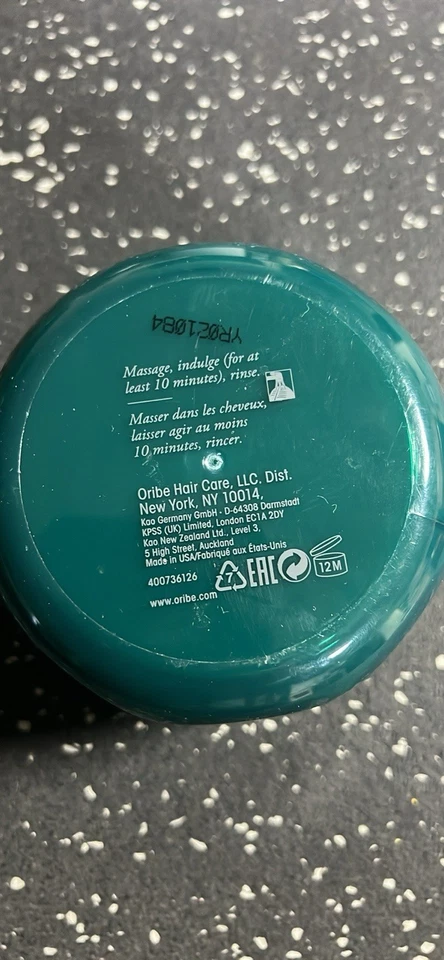 Massage, indulge (for at
least 10 minutes), rinse.
Masser dans les cheveux,
laisser agir au moins
10 minutes, rincer.
Oribe Hair Care, LLC. Dist.
New York, NY 10014,
Kao Germany GmbH - D-64308 Darmstadt
KPSS (UK) Limited, London EC1A 2DY
Kao New Zealand Ltd., Level 3,
5 High Street, Auckland
Made in USA/Fabriqué aux États-Unis
400736126
7
EAC
12M
www.oribe.com